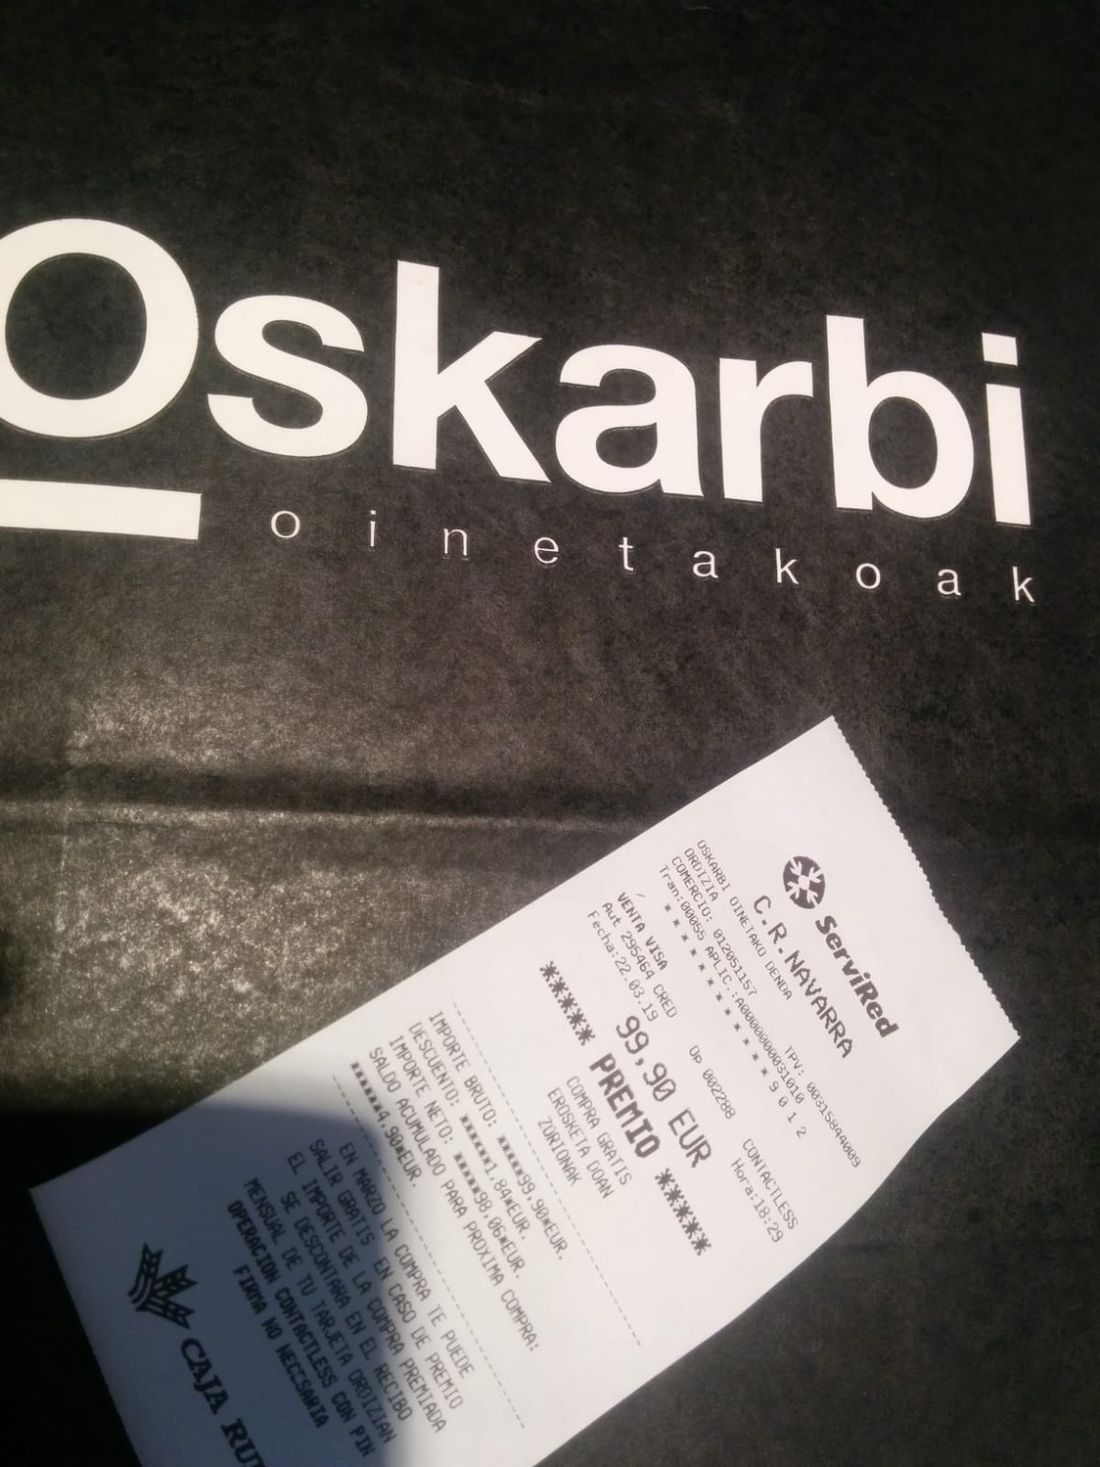 Oskarbi
oinetakoak
ServiRed
C.R.NAVARRA
OSKARBI OINETAKO DENDA
ORDIZIA TPV: 00315844009
COMERCIO: 012051157
Tran:00055 APLIC.:A0000000031010
* * * * * * * * * * * * 9 0 1 2
VENTA VISA CONTACTLESS
Aut 295464 CRED Op 002288 Hora:18:29
Fecha:22.03.19
99,90 EUR
***** PREMIO *****
COMPRA GRATIS
EROSKETA DOAN
ZORIONAK
IMPORTE BRUTO: *****99,90*EUR.
DESCUENTO: *****1,84*EUR.
IMPORTE NETO: *****98,06*EUR.
SALDO ACUMULADO PARA PROXIMA COMPRA:
*****4,90*EUR.
EN MARZO LA COMPRA TE PUEDE
SALIR GRATIS EN CASO DE PREMIO
EL IMPORTE DE LA COMPRA PREMIADA
SE DESCONTARA EN EL RECIBO
MENSUAL DE TU TARJETA ORDIZIAN
OPERACION CONTACTLESS CON PIN
FIRMA NO NECESARIA
CAJA RU